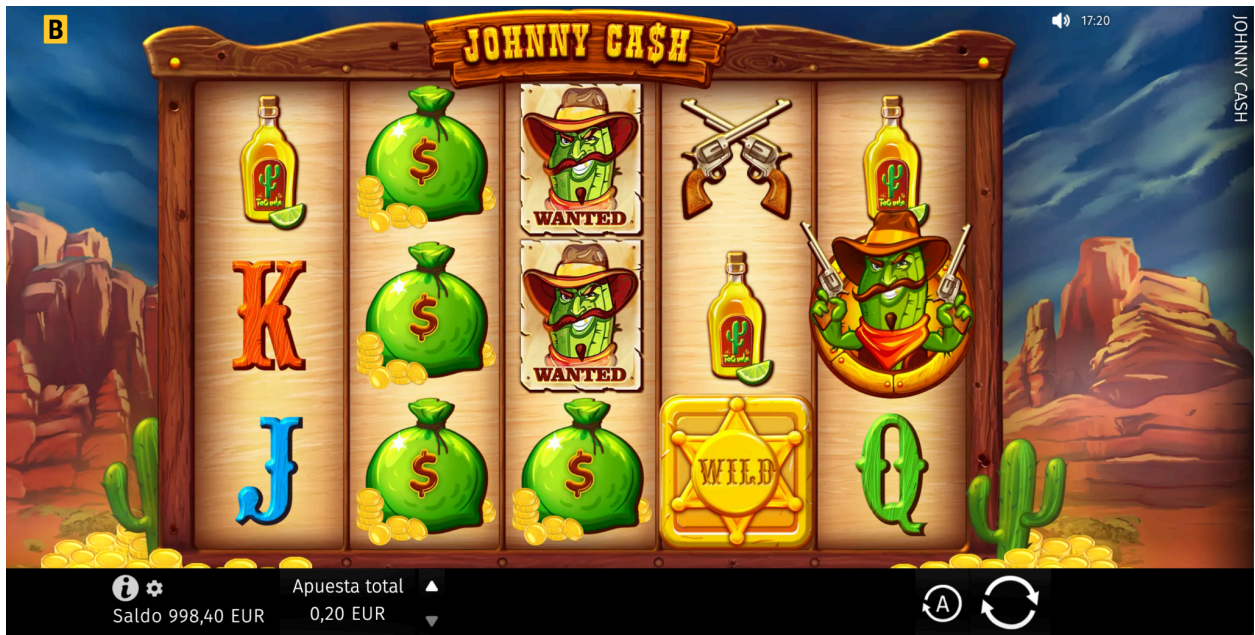 B
JOHNNY CA$H
17:20
JOHNNY CASH
$
WANTED
$
WANTED
K
$
$
WILD
J
Q
i
Apuesta total
A
Saldo 998,40 EUR
0,20 EUR